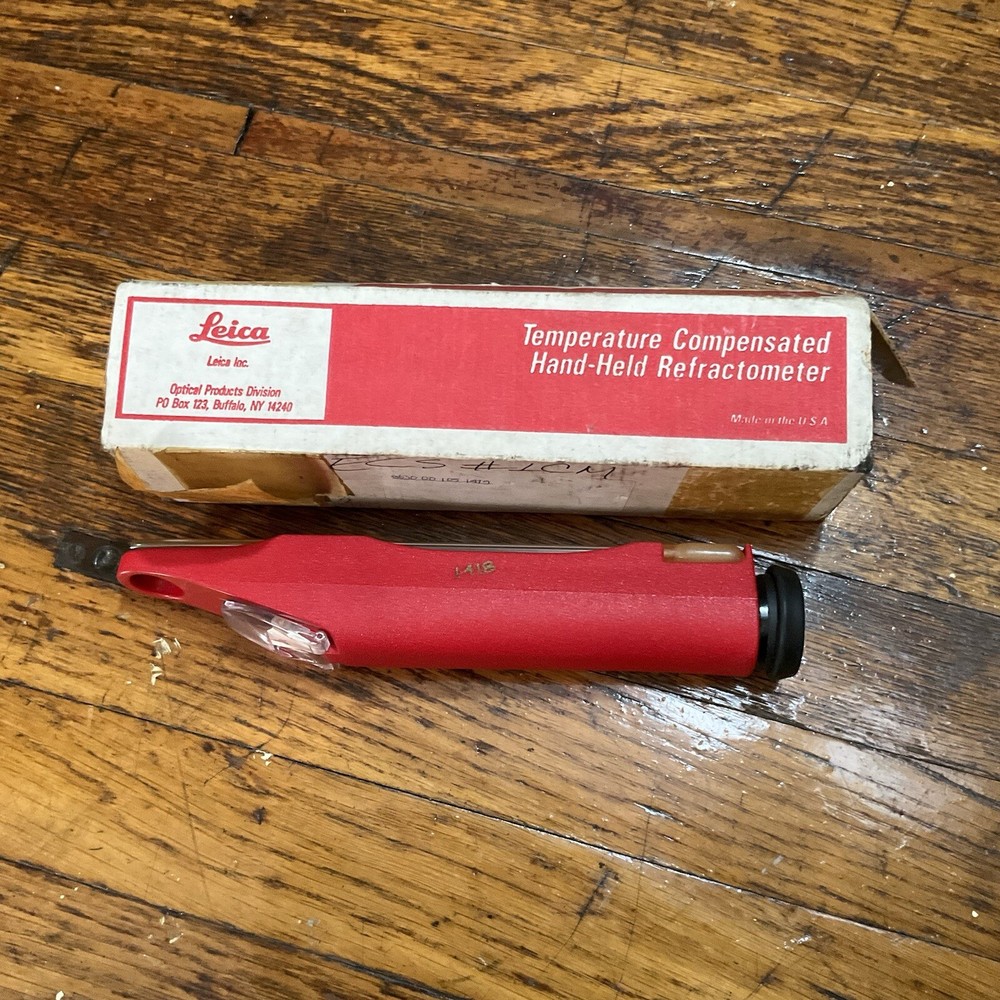 Leica
Leica Inc.
Optical Products Division
PO Box 123, Buffalo, NY 14240
Temperature Compensated
Hand-Held Refractometer
Made in the U S A
1418